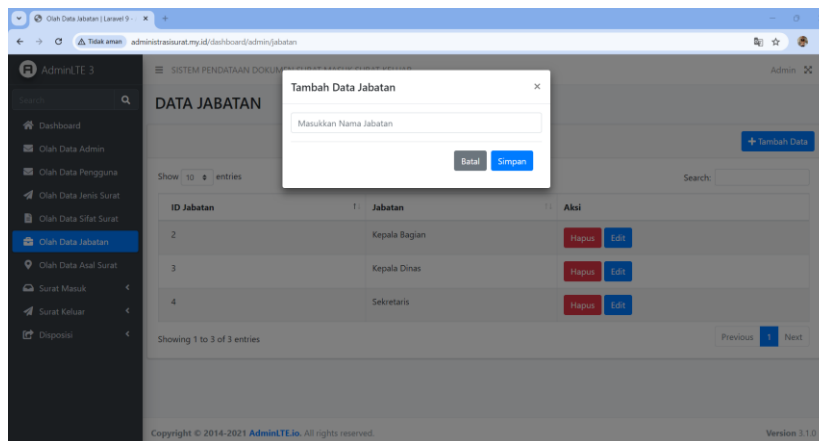 Olah Data Jabatan | Laravel 9 -
Tidak aman administrasisurat.my.id/dashboard/admin/jabatan
AdminLTE 3
SISTEM PENDATAAN DOKUMEN SURAT MASUK SURAT KELUAR
Admin
Tambah Data Jabatan ×
Search
DATA JABATAN
Masukkan Nama Jabatan
Dashboard
Olah Data Admin
+ Tambah Data
Batal Simpan
Olah Data Pengguna
Show 10 entries Search:
Olah Data Jenis Surat
ID Jabatan Jabatan Aksi
Olah Data Sifat Surat
Olah Data Jabatan
2 Kepala Bagian Hapus Edit
Olah Data Asal Surat
3 Kepala Dinas Hapus Edit
Surat Masuk
Surat Keluar
4 Sekretaris Hapus Edit
Disposisi
Showing 1 to 3 of 3 entries Previous 1 Next
Copyright © 2014-2021 AdminLTE.io. All rights reserved. Version 3.1.0